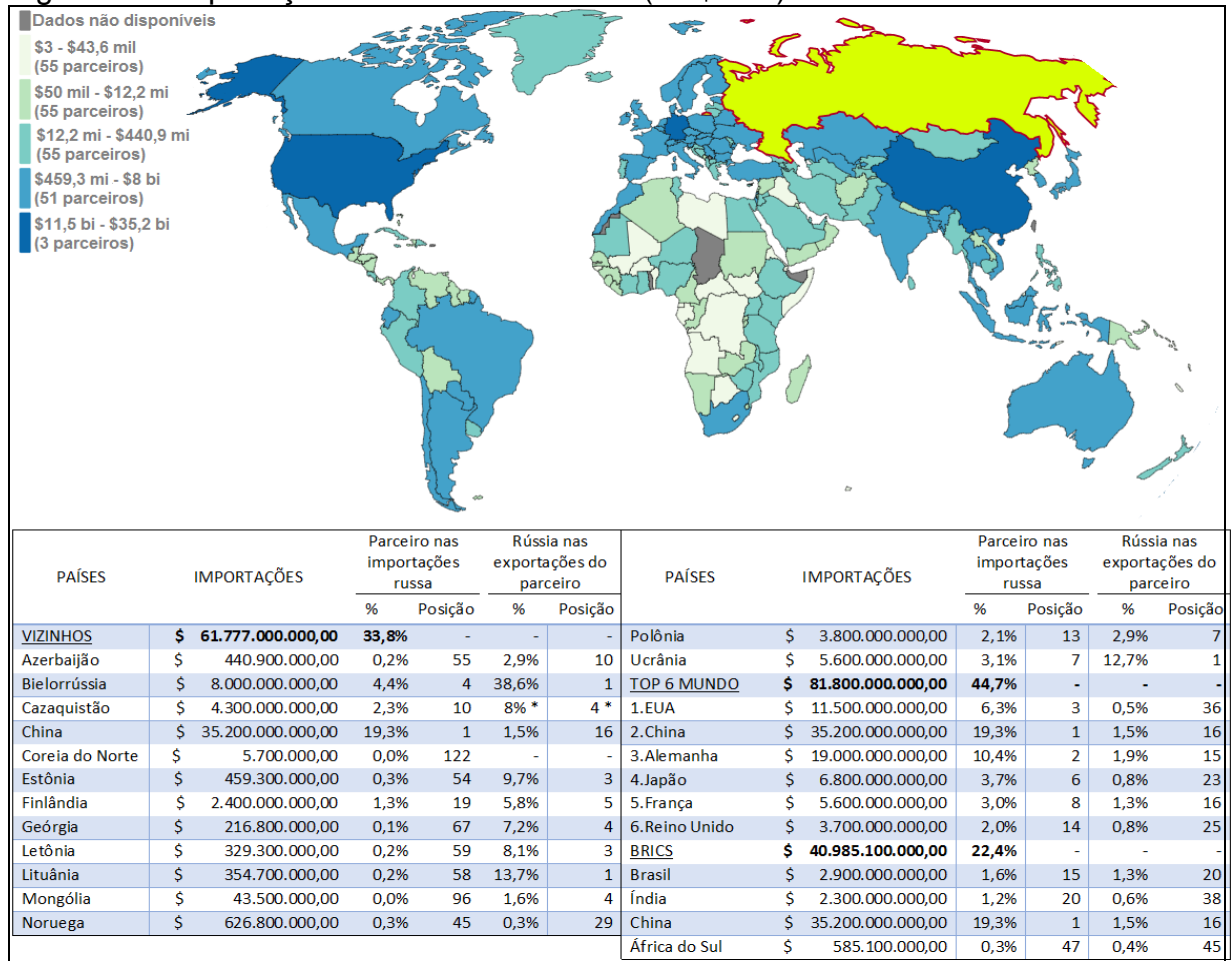 Dados não disponíveis
$3 - $43,6 mil
(55 parceiros)
$50 mil - $12,2 mi
(55 parceiros)
$12,2 mi - $440,9 mi
(55 parceiros)
$459,3 mi - $8 bi
(51 parceiros)
$11,5 bi - $35,2 bi
(3 parceiros)
PAÍSES IMPORTAÇÕES Parceiro nas importações russa Rússia nas exportações do parceiro
% Posição % Posição
VIZINHOS $ 61.777.000.000,00 33,8% - - -
Azerbaijão $ 440.900.000,00 0,2% 55 2,9% 10
Bielorrússia $ 8.000.000.000,00 4,4% 4 38,6% 1
Cazaquistão $ 4.300.000.000,00 2,3% 10 8% * 4 *
China $ 35.200.000.000,00 19,3% 1 1,5% 16
Coreia do Norte $ 5.700.000,00 0,0% 122 - -
Estônia $ 459.300.000,00 0,3% 54 9,7% 3
Finlândia $ 2.400.000.000,00 1,3% 19 5,8% 5
Geórgia $ 216.800.000,00 0,1% 67 7,2% 4
Letônia $ 329.300.000,00 0,2% 59 8,1% 3
Lituânia $ 354.700.000,00 0,2% 58 13,7% 1
Mongólia $ 43.500.000,00 0,0% 96 1,6% 4
Noruega $ 626.800.000,00 0,3% 45 0,3% 29
PAÍSES IMPORTAÇÕES Parceiro nas importações russa Rússia nas exportações do parceiro
% Posição % Posição
Polônia $ 3.800.000.000,00 2,1% 13 2,9% 7
Ucrânia $ 5.600.000.000,00 3,1% 7 12,7% 1
TOP 6 MUNDO $ 81.800.000.000,00 44,7% - - -
1.EUA $ 11.500.000.000,00 6,3% 3 0,5% 36
2.China $ 35.200.000.000,00 19,3% 1 1,5% 16
3.Alemanha $ 19.000.000.000,00 10,4% 2 1,9% 15
4.Japão $ 6.800.000.000,00 3,7% 6 0,8% 23
5.França $ 5.600.000.000,00 3,0% 8 1,3% 16
6.Reino Unido $ 3.700.000.000,00 2,0% 14 0,8% 25
BRICS $ 40.985.100.000,00 22,4% - - -
Brasil $ 2.900.000.000,00 1,6% 15 1,3% 20
Índia $ 2.300.000.000,00 1,2% 20 0,6% 38
China $ 35.200.000.000,00 19,3% 1 1,5% 16
África do Sul $ 585.100.000,00 0,3% 47 0,4% 45